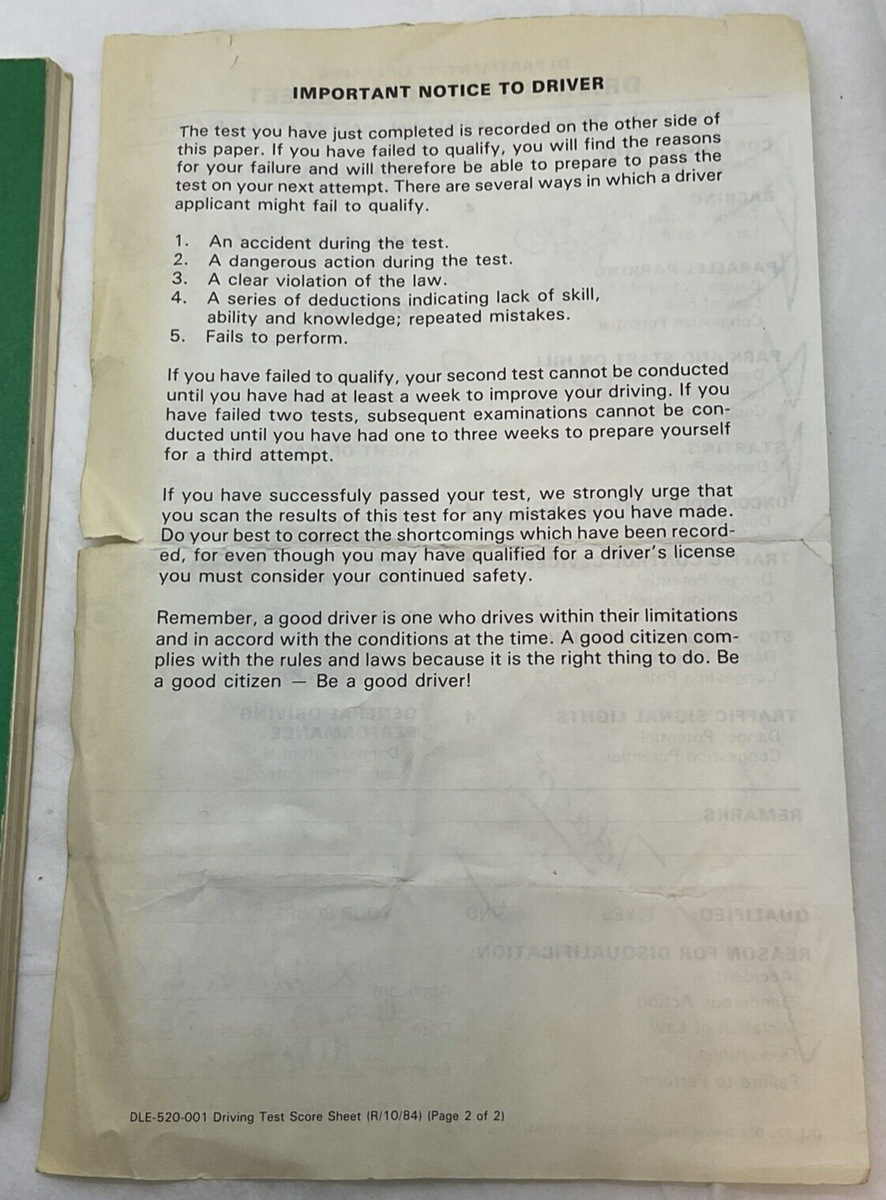 IMPORTANT NOTICE TO DRIVER
The test you have just completed is recorded on the other side of
this paper. If you have failed to qualify, you will find the reasons
for your failure and will therefore be able to prepare to pass the
test on your next attempt. There are several ways in which a driver
applicant might fail to qualify.
1. An accident during the test.
2. A dangerous action during the test.
3. A clear violation of the law.
4. A series of deductions indicating lack of skill,
ability and knowledge; repeated mistakes.
5. Fails to perform.
If you have failed to qualify, your second test cannot be conducted
until you have had at least a week to improve your driving. If you
have failed two tests, subsequent examinations cannot be con-
ducted until you have had one to three weeks to prepare yourself
for a third attempt.
If you have successfuly passed your test, we strongly urge that
you scan the results of this test for any mistakes you have made.
Do your best to correct the shortcomings which have been record-
ed, for even though you may have qualified for a driver's license
you must consider your continued safety.
Remember, a good driver is one who drives within their limitations
and in accord with the conditions at the time. A good citizen com-
plies with the rules and laws because it is the right thing to do. Be
a good citizen — Be a good driver!
DLE-520-001 Driving Test Score Sheet (R/10/84) (Page 2 of 2)